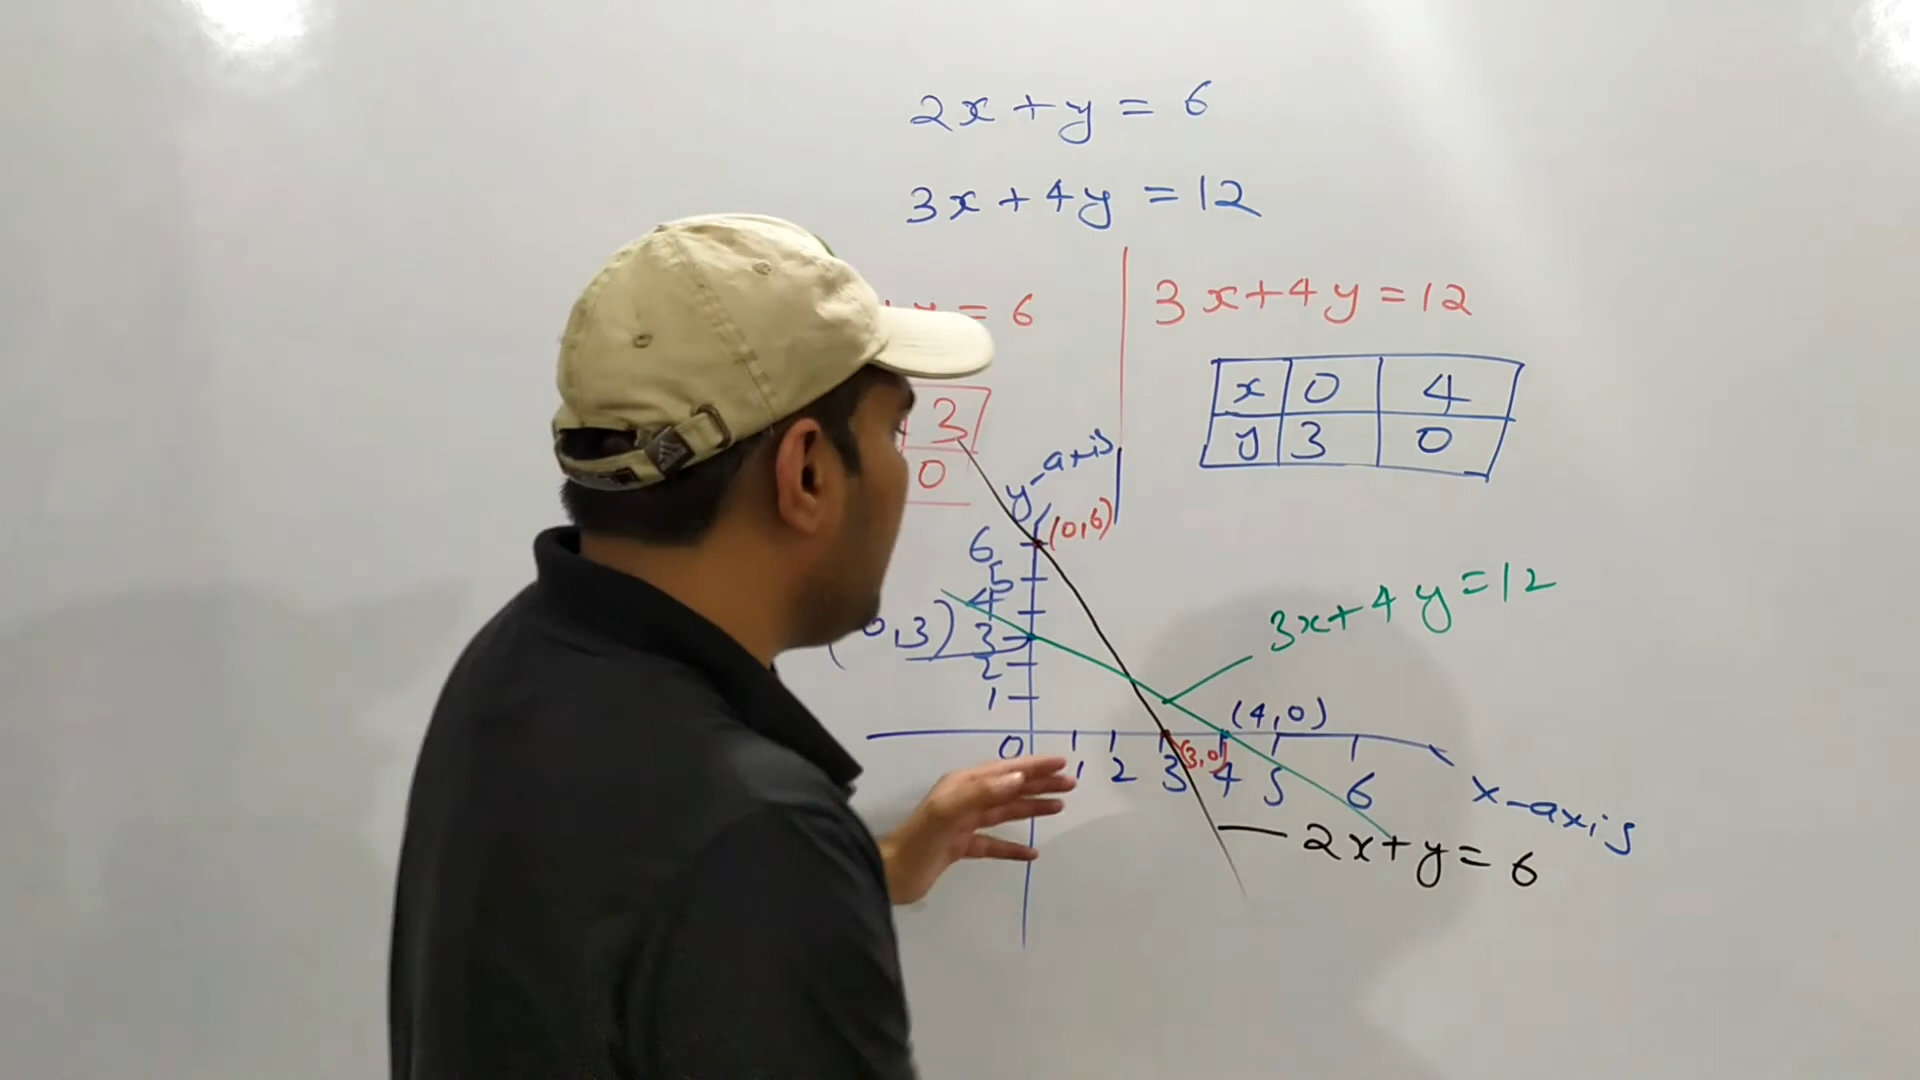 2x + y = 6
3x + 4y = 12
y = 6
3x + 4y = 12
3
0
x 0 4
y 3 0
y-axis
(0,6)
6
5
4
0,3) 3
2
1
3x + 4y = 12
(4,0)
0
(3,0)
1 2 3 4 5 6
x-axis
2x + y = 6